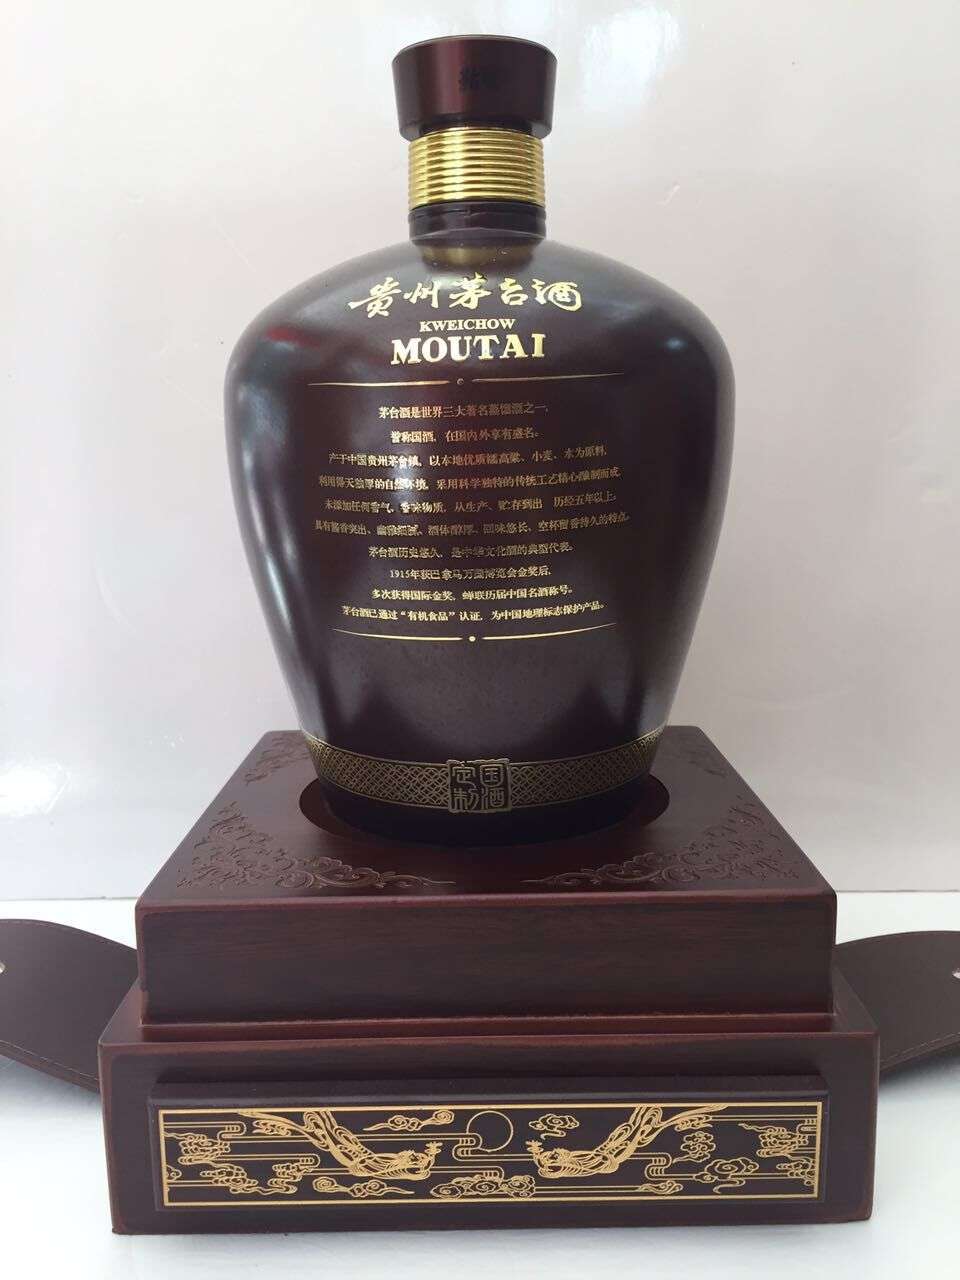 贵州茅台酒
KWEICHOW
MOUTAI
茅台酒是世界三大著名蒸馏酒之一,
誉称国酒, 在国内外享有盛名。
产于中国贵州茅台镇, 以本地优质糯高粱、小麦、水为原料,
利用得天独厚的自然环境, 采用科学独特的传统工艺精心酿制而成,
未添加任何香气、香味物质, 从生产、贮存到出 历经五年以上。
具有酱香突出、幽雅细腻、酒体醇厚、回味悠长、空杯留香持久的特点。
茅台酒历史悠久, 是中华文化酒的典型代表。
1915年获巴拿马万国博览会金奖后,
多次获得国际金奖, 蝉联历届中国名酒称号。
茅台酒已通过“有机食品”认证, 为中国地理标志保护产品。
国酒
定制